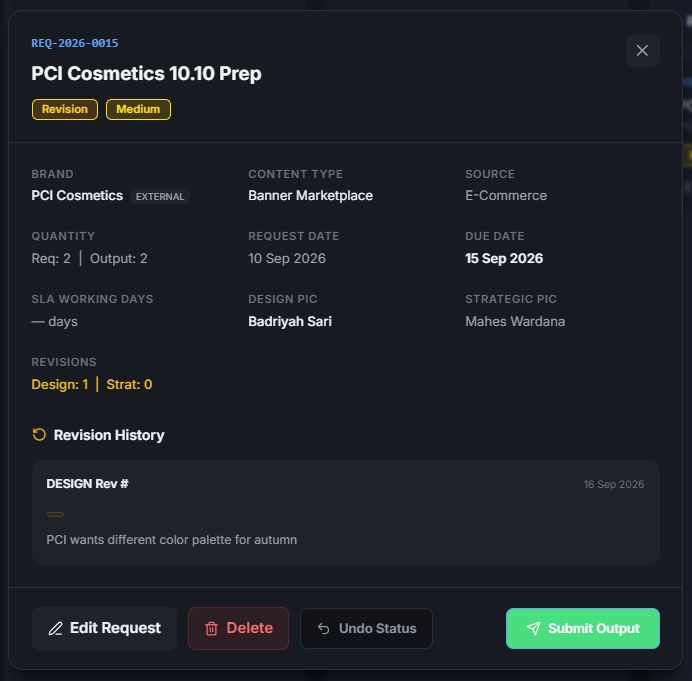 REQ-2026-0015
PCI Cosmetics 10.10 Prep
Revision Medium
BRAND CONTENT TYPE SOURCE
PCI Cosmetics EXTERNAL Banner Marketplace E-Commerce
QUANTITY REQUEST DATE DUE DATE
Req: 2 | Output: 2 10 Sep 2026 15 Sep 2026
SLA WORKING DAYS DESIGN PIC STRATEGIC PIC
— days Badriyah Sari Mahes Wardana
REVISIONS
Design: 1 | Strat: 0
Revision History
DESIGN Rev # 16 Sep 2026
PCI wants different color palette for autumn
Edit Request Delete Undo Status Submit Output